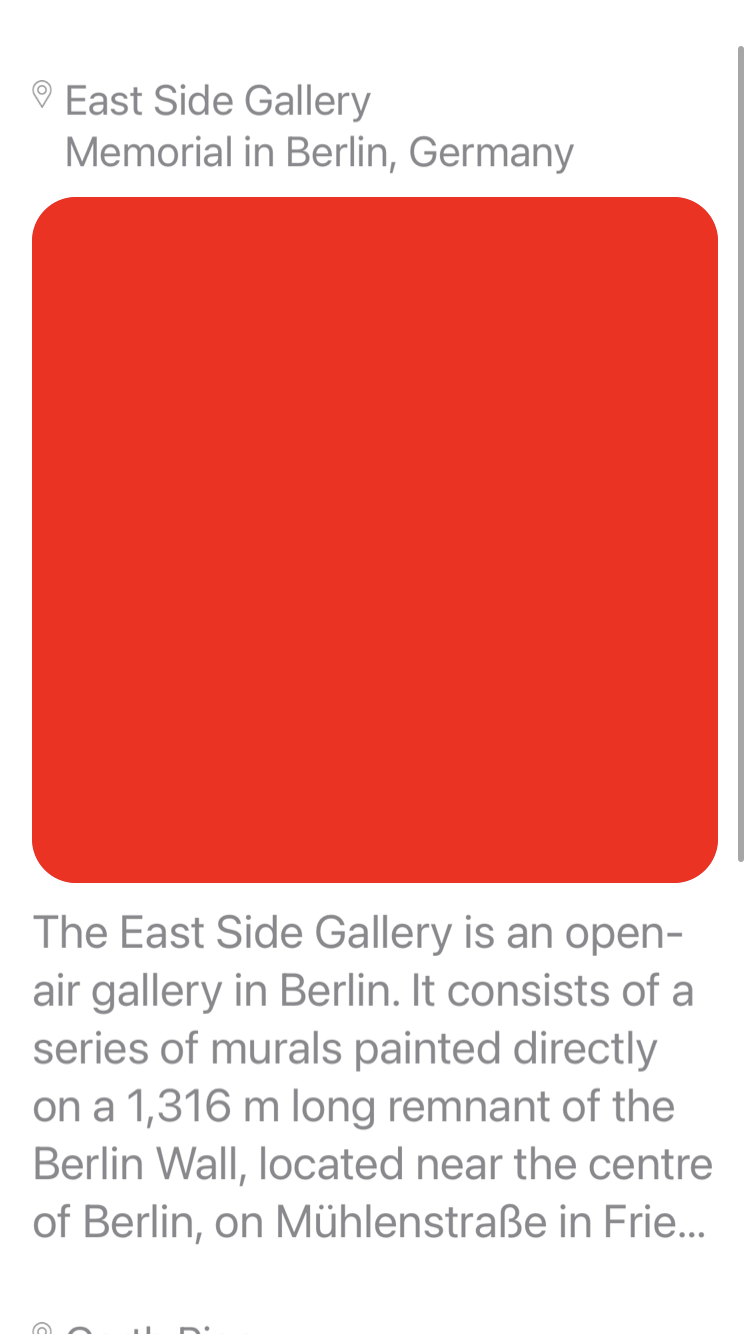 East Side Gallery
Memorial in Berlin, Germany
The East Side Gallery is an open-
air gallery in Berlin. It consists of a
series of murals painted directly
on a 1,316 m long remnant of the
Berlin Wall, located near the centre
of Berlin, on Mühlenstraße in Frie...